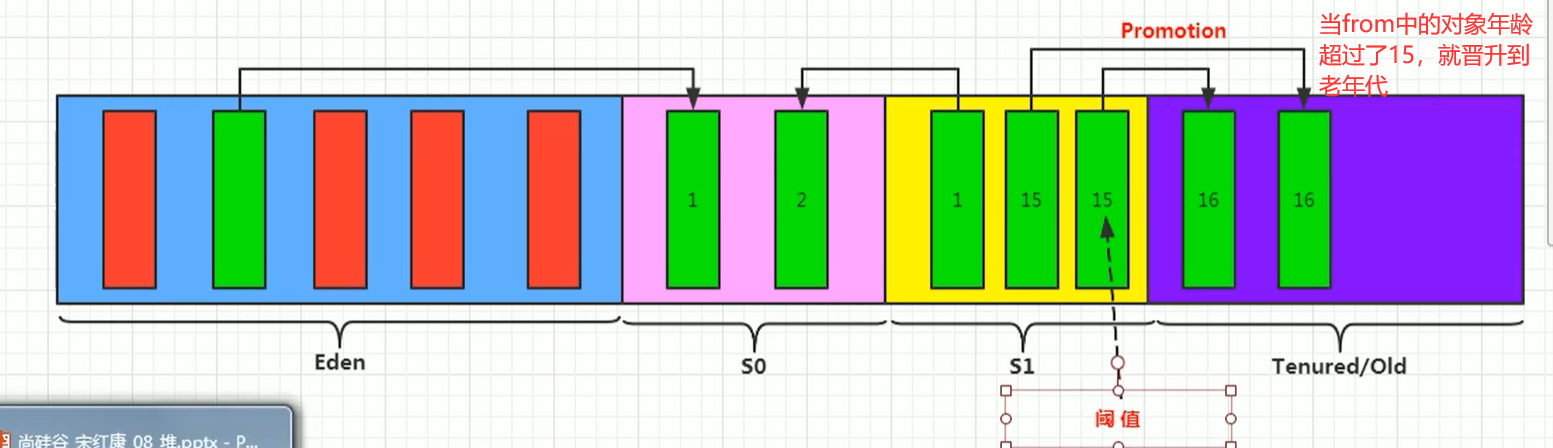 Promotion
当from中的对象年龄
超过了15，就晋升到
老年代
1
2
1
15
15
16
16
Eden
S0
S1
Tenured/Old
阈值
尚硅谷_宋红康_08_堆.pptx - P...